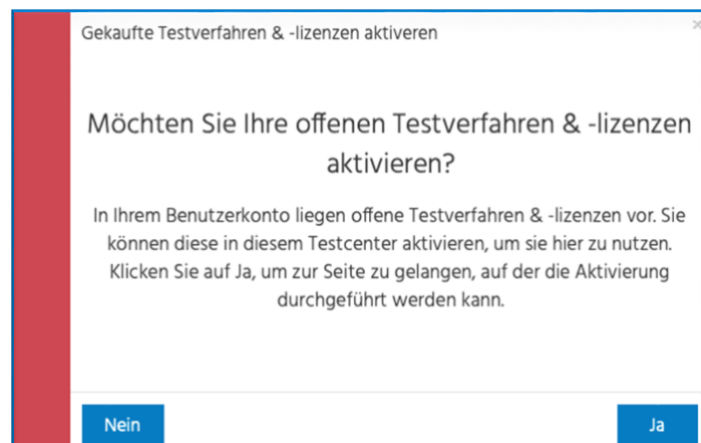 Gekaufte Testverfahren & -lizenzen aktiveren
×
Möchten Sie Ihre offenen Testverfahren & -lizenzen
aktivieren?
In Ihrem Benutzerkonto liegen offene Testverfahren & -lizenzen vor. Sie
können diese in diesem Testcenter aktivieren, um sie hier zu nutzen.
Klicken Sie auf Ja, um zur Seite zu gelangen, auf der die Aktivierung
durchgeführt werden kann.
Nein
Ja